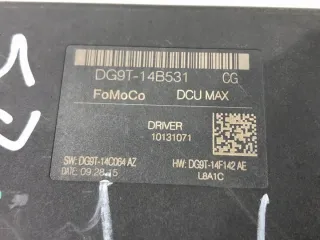 DG9T-14B531 CG
FoMoCo DCU MAX
DRIVER
10131071
SW: DG9T-14C064 AZ HW: DG9T-14F142 AE
DATE: 09 28 15 L8A1C